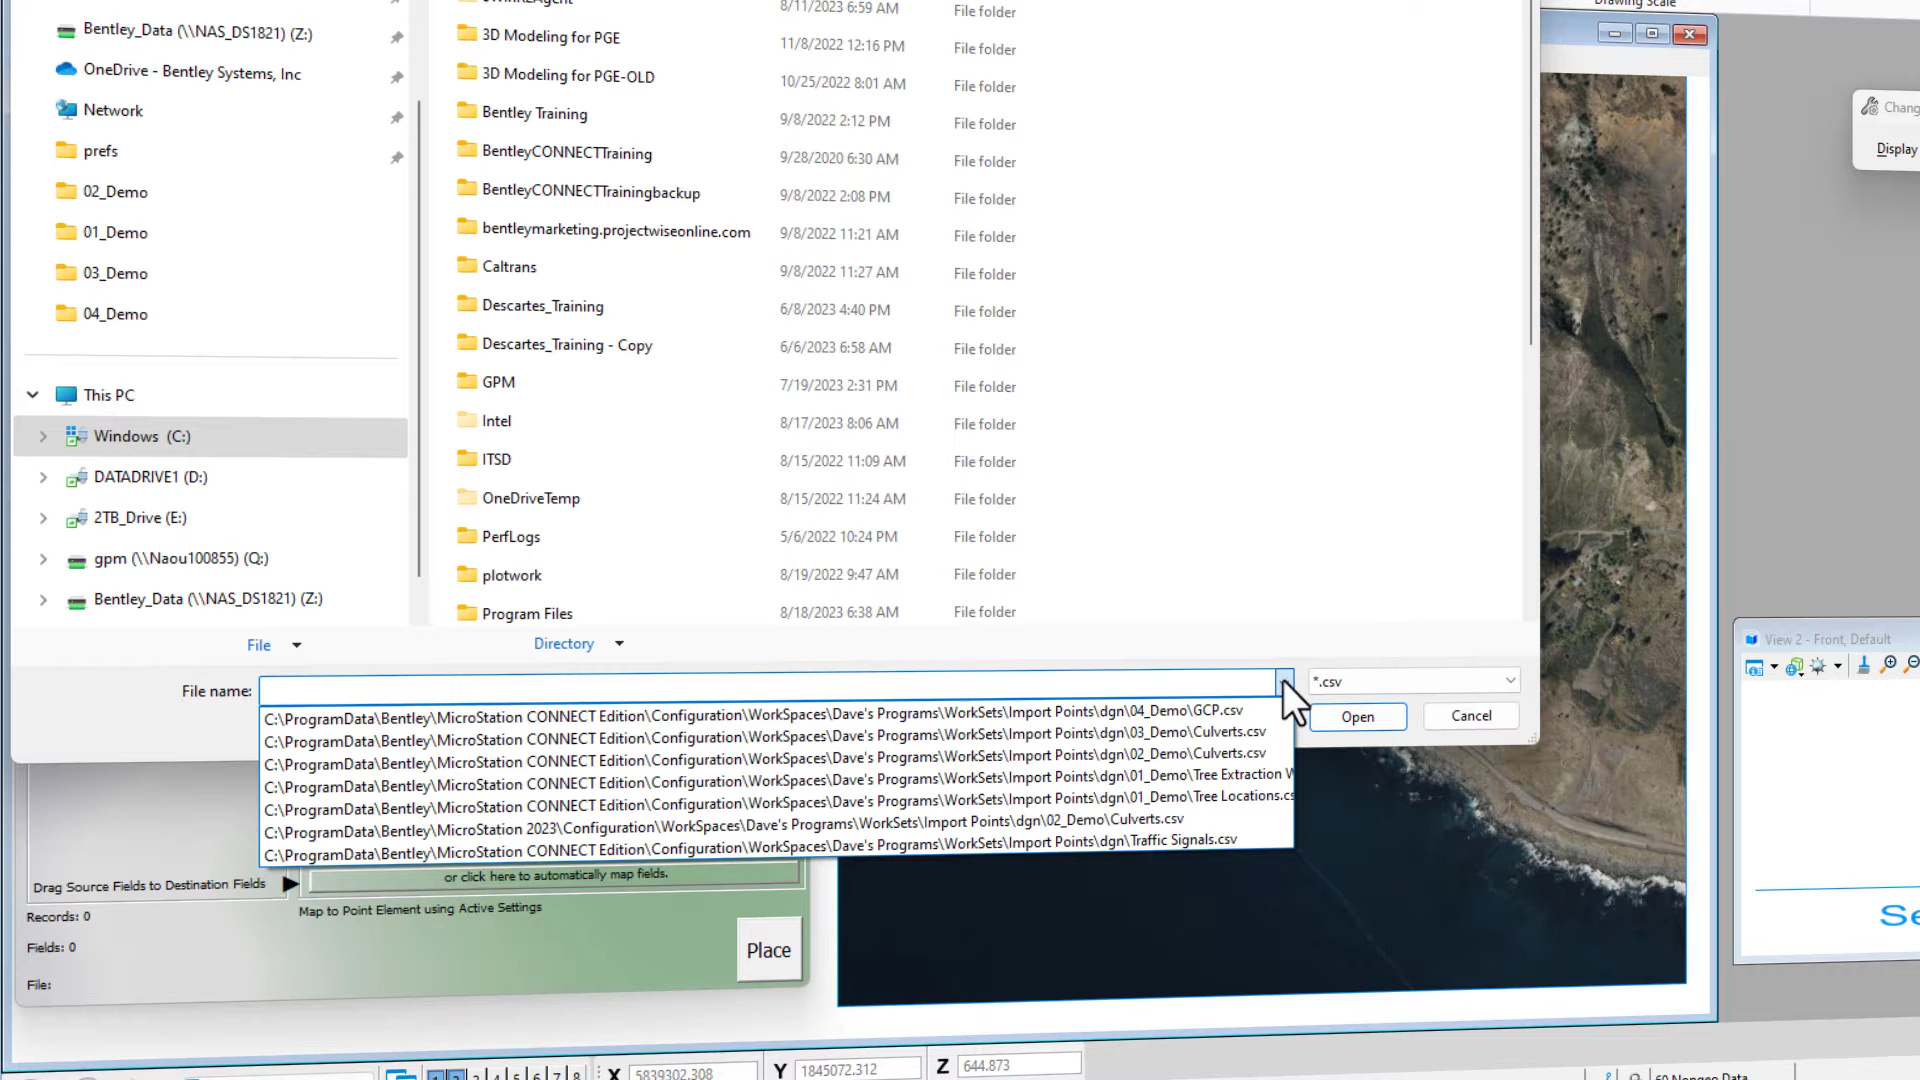 Drawing Scale
8/11/2023 6:59 AM
File folder
Bentley_Data (\\NAS_DS1821) (Z:)
3D Modeling for PGE
11/8/2022 12:16 PM
File folder
OneDrive - Bentley Systems, Inc
3D Modeling for PGE-OLD
10/25/2022 8:01 AM
File folder
Network
Bentley Training
9/8/2022 2:12 PM
File folder
prefs
BentleyCONNECTTraining
9/28/2020 6:30 AM
File folder
02_Demo
BentleyCONNECTTrainingbackup
9/8/2022 2:08 PM
File folder
01_Demo
bentleymarketing.projectwiseonline.com
9/8/2022 11:21 AM
File folder
03_Demo
Caltrans
9/8/2022 11:27 AM
File folder
04_Demo
Descartes_Training
6/8/2023 4:40 PM
File folder
Descartes_Training - Copy
6/6/2023 6:58 AM
File folder
This PC
GPM
7/19/2023 2:31 PM
File folder
Windows (C:)
Intel
8/17/2023 8:06 AM
File folder
DATADRIVE1 (D:)
ITSD
8/15/2022 11:09 AM
File folder
2TB_Drive (E:)
OneDriveTemp
8/15/2022 11:24 AM
File folder
gpm (\\Naou100855) (Q:)
PerfLogs
5/6/2022 10:24 PM
File folder
Bentley_Data (\\NAS_DS1821) (Z:)
plotwork
8/19/2022 9:47 AM
File folder
Program Files
8/18/2023 6:38 AM
File folder
File
Directory
File name:
*.csv
Open
Cancel
C:\ProgramData\Bentley\MicroStation CONNECT Edition\Configuration\WorkSpaces\Dave's Programs\WorkSets\Import Points\dgn\04_Demo\GCP.csv
C:\ProgramData\Bentley\MicroStation CONNECT Edition\Configuration\WorkSpaces\Dave's Programs\WorkSets\Import Points\dgn\03_Demo\Culverts.csv
C:\ProgramData\Bentley\MicroStation CONNECT Edition\Configuration\WorkSpaces\Dave's Programs\WorkSets\Import Points\dgn\02_Demo\Culverts.csv
C:\ProgramData\Bentley\MicroStation CONNECT Edition\Configuration\WorkSpaces\Dave's Programs\WorkSets\Import Points\dgn\01_Demo\Tree Extraction W
C:\ProgramData\Bentley\MicroStation CONNECT Edition\Configuration\WorkSpaces\Dave's Programs\WorkSets\Import Points\dgn\01_Demo\Tree Locations.cs
C:\ProgramData\Bentley\MicroStation 2023\Configuration\WorkSpaces\Dave's Programs\WorkSets\Import Points\dgn\02_Demo\Culverts.csv
C:\ProgramData\Bentley\MicroStation CONNECT Edition\Configuration\WorkSpaces\Dave's Programs\WorkSets\Import Points\dgn\Traffic Signals.csv
Drag Source Fields to Destination Fields
or click here to automatically map fields.
Records: 0
Map to Point Element using Active Settings
Fields: 0
Place
File:
Chang
Display
View 2 - Front, Default
Se
1 2 3 4 5 6 7 8
X 5839302.308
Y 1845072.312
Z 644.873